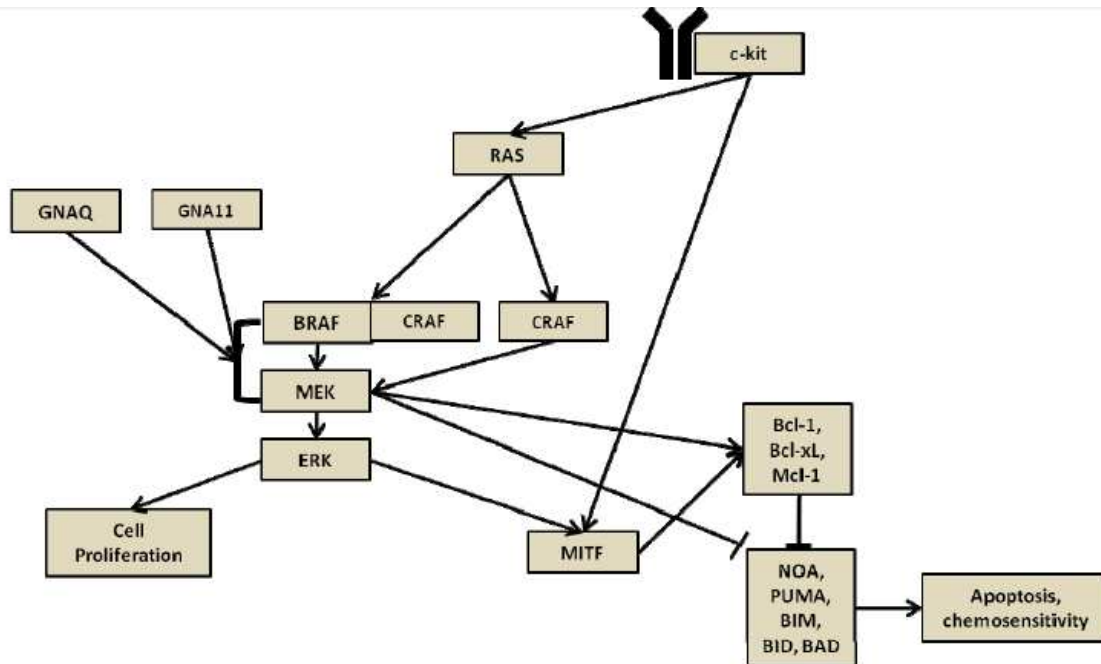 c-kit
RAS
GNAQ
GNA11
BRAF
CRAF
CRAF
MEK
ERK
Cell
Proliferation
MITF
Bcl-1,
Bcl-xL,
Mcl-1
NOA,
PUMA,
BIM,
BID, BAD
Apoptosis,
chemosensitivity